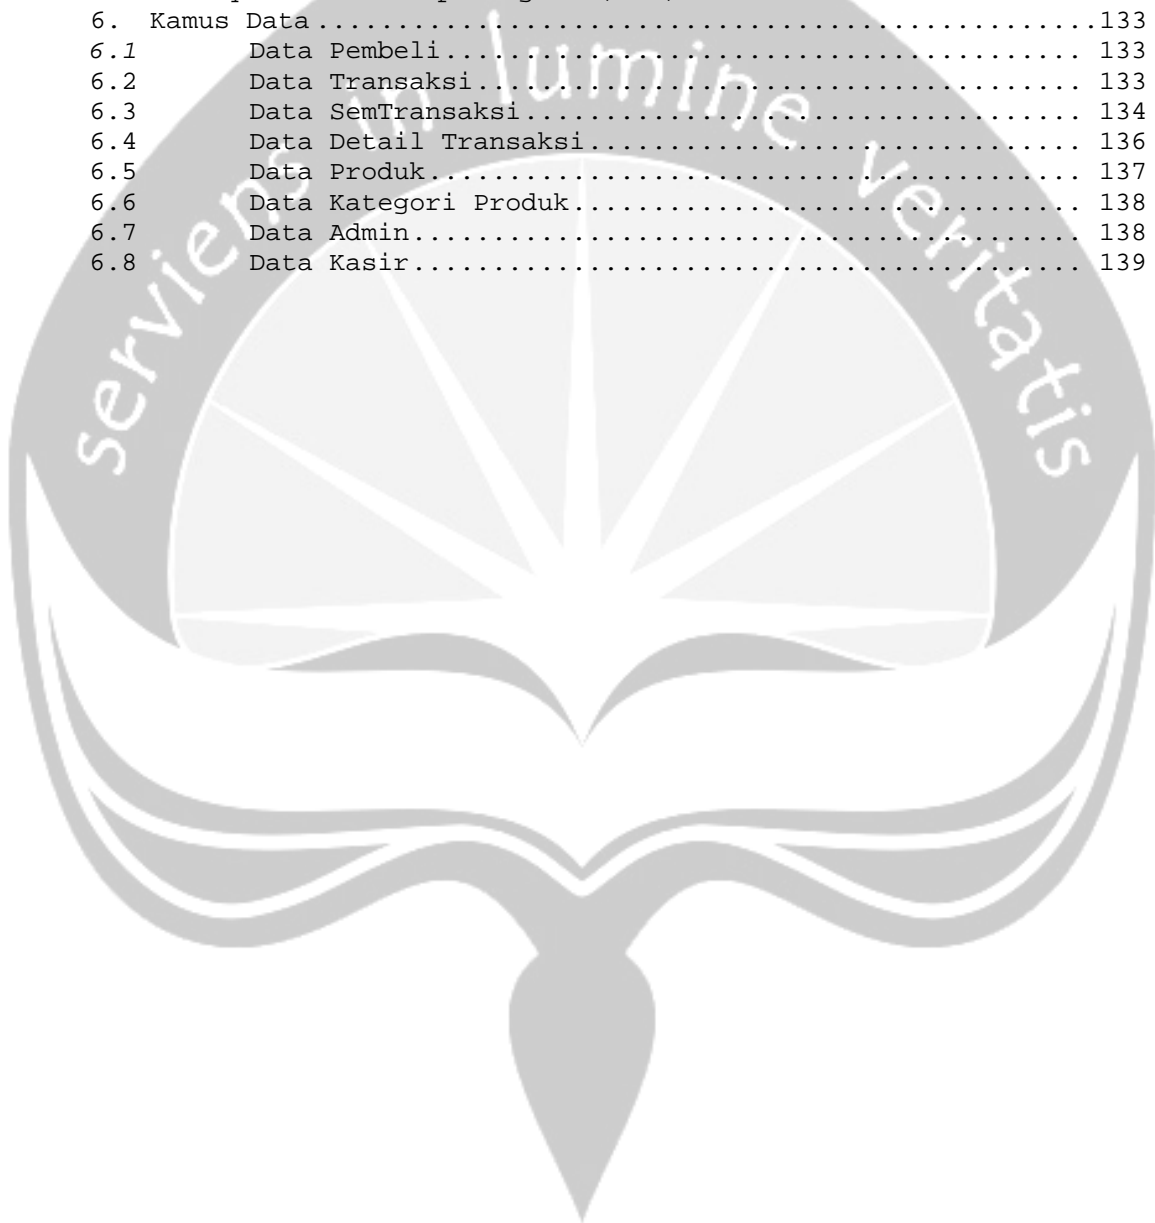 6. Kamus Data.................................................133
6.1 Data Pembeli........................................ 133
6.2 Data Transaksi...................................... 133
6.3 Data SemTransaksi................................... 134
6.4 Data Detail Transaksi............................... 136
6.5 Data Produk......................................... 137
6.6 Data Kategori Produk................................ 138
6.7 Data Admin.......................................... 138
6.8 Data Kasir.......................................... 139
serviens in lumine veritatis